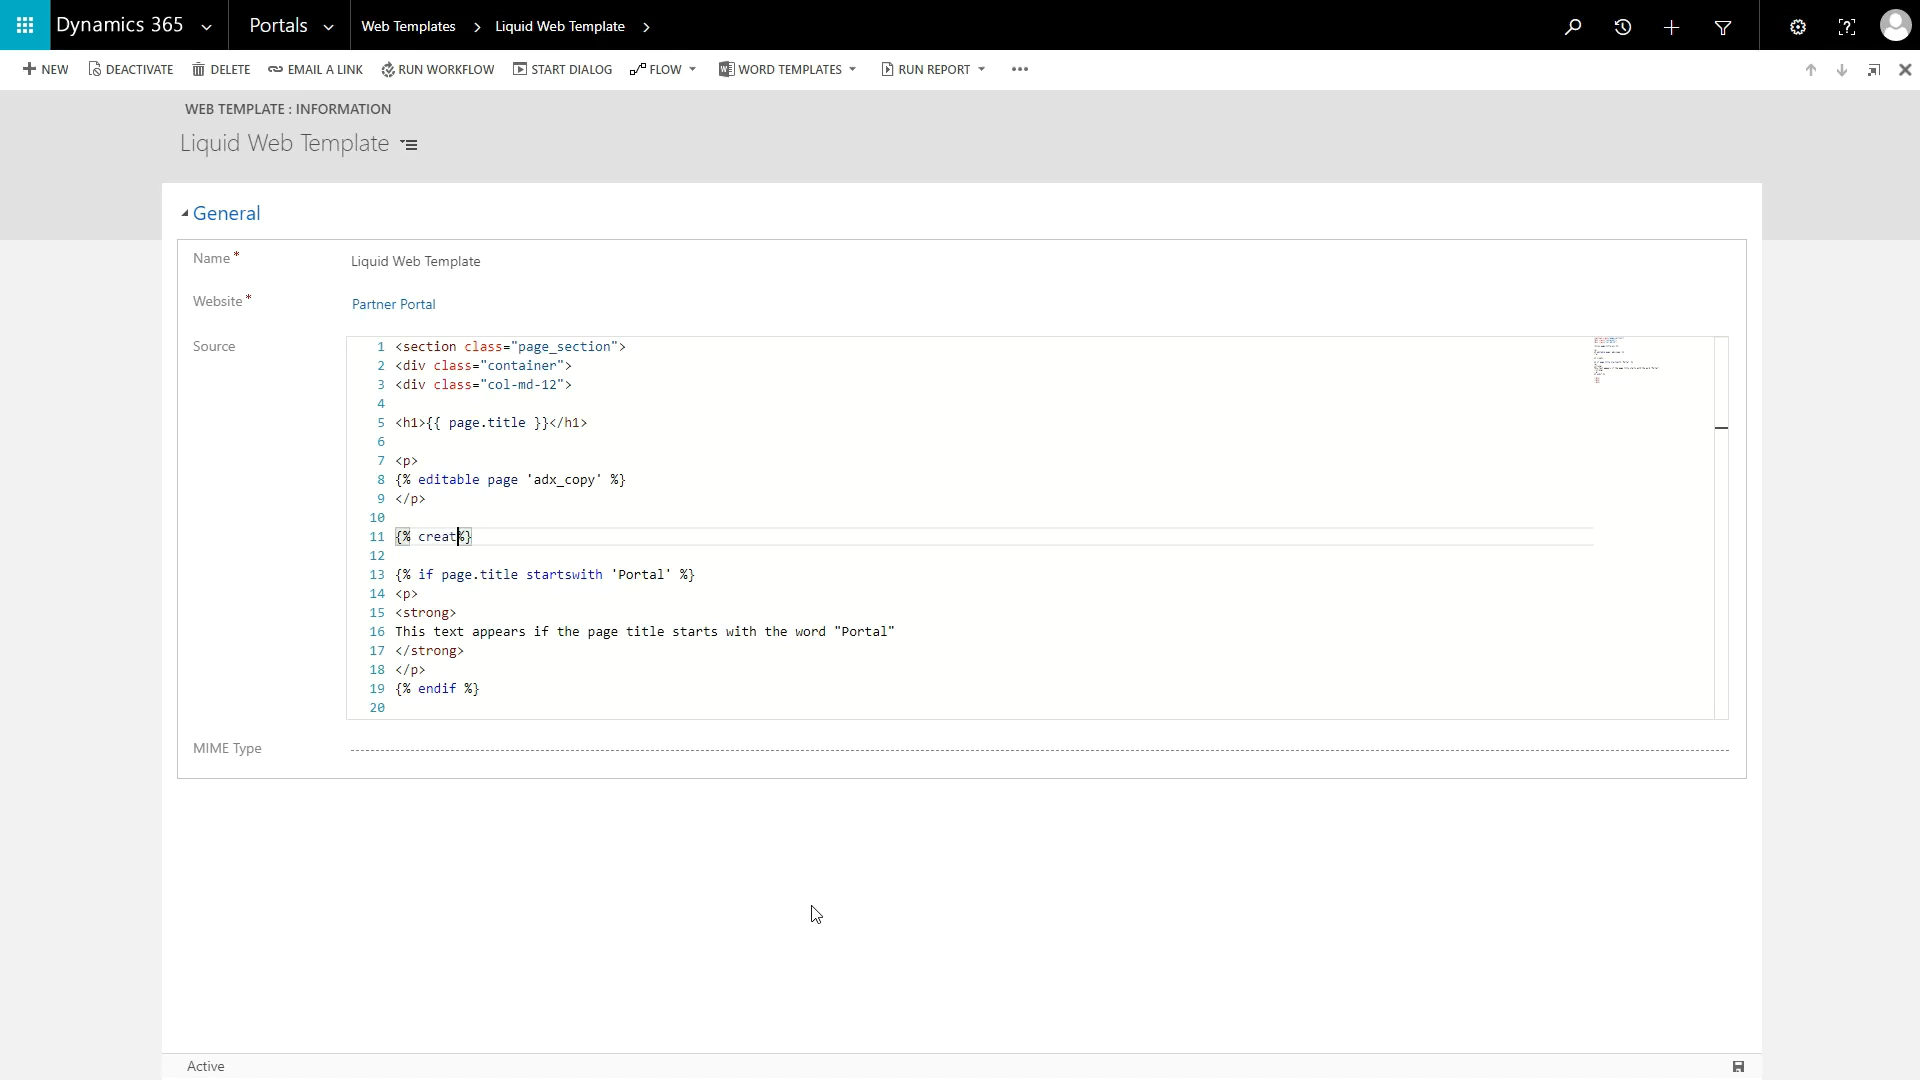 Dynamics 365
Portals
Web Templates > Liquid Web Template >
NEW
DEACTIVATE
DELETE
EMAIL A LINK
RUN WORKFLOW
START DIALOG
FLOW
WORD TEMPLATES
RUN REPORT
WEB TEMPLATE : INFORMATION
Liquid Web Template
General
Name*
Liquid Web Template
Website*
Partner Portal
Source
1 <section class="page_section">
2 <div class="container">
3 <div class="col-md-12">
4
5 <h1>{{ page.title }}</h1>
6
7 <p>
8 {% editable page 'adx_copy' %}
9 </p>
10
11 {% creat%}
12
13 {% if page.title startswith 'Portal' %}
14 <p>
15 <strong>
16 This text appears if the page title starts with the word "Portal"
17 </strong>
18 </p>
19 {% endif %}
20
MIME Type
Active